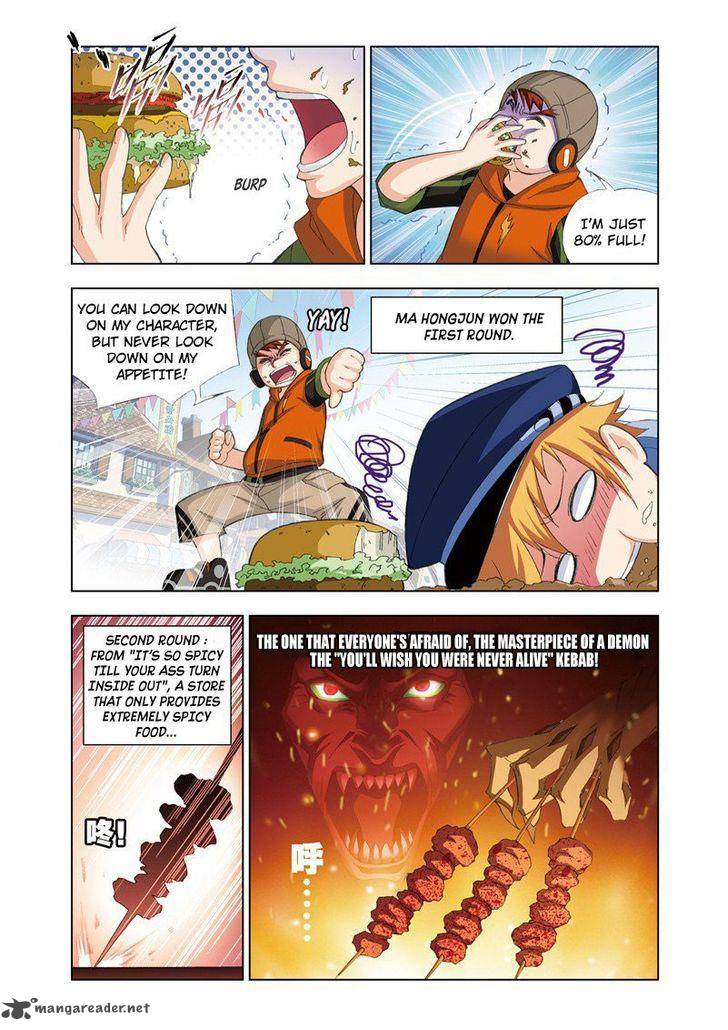 BURP
I'M JUST
80% FULL!
YOU CAN LOOK DOWN
ON MY CHARACTER,
BUT NEVER LOOK
DOWN ON MY
APPETITE!
YAY!
MA HONGJUN WON THE
FIRST ROUND.
SECOND ROUND :
FROM "IT'S SO SPICY
TILL YOUR ASS TURN
INSIDE OUT", A STORE
THAT ONLY PROVIDES
EXTREMELY SPICY
FOOD...
咚!
THE ONE THAT EVERYONE'S AFRAID OF, THE MASTERPIECE OF A DEMON
THE "YOU'LL WISH YOU WERE NEVER ALIVE" KEBAB!
呼……
mangareader.net